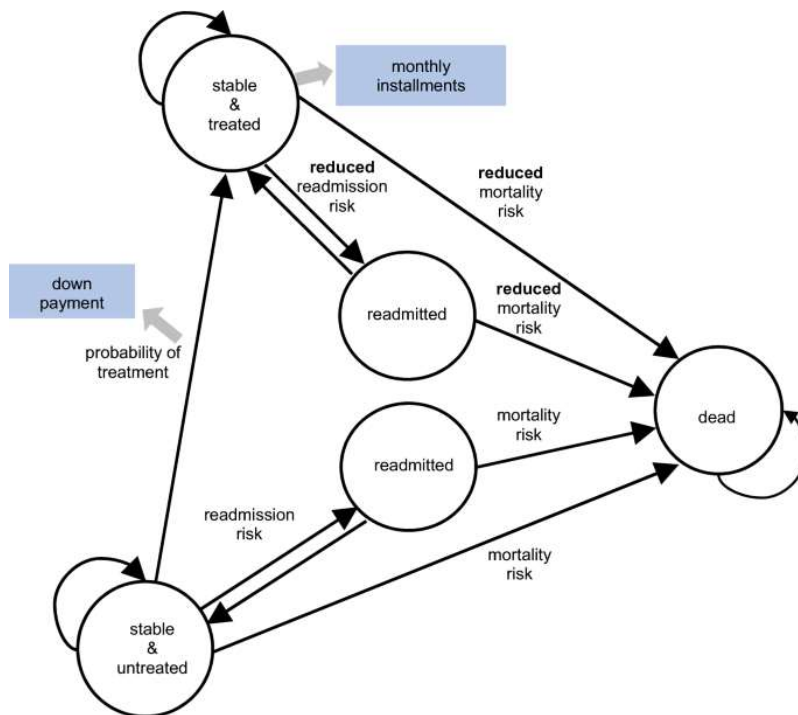 stable
&
treated
monthly
installments
reduced
readmission
risk
reduced
mortality
risk
down
payment
probability of
treatment
readmitted
reduced
mortality
risk
dead
readmitted
mortality
risk
readmission
risk
mortality
risk
stable
&
untreated